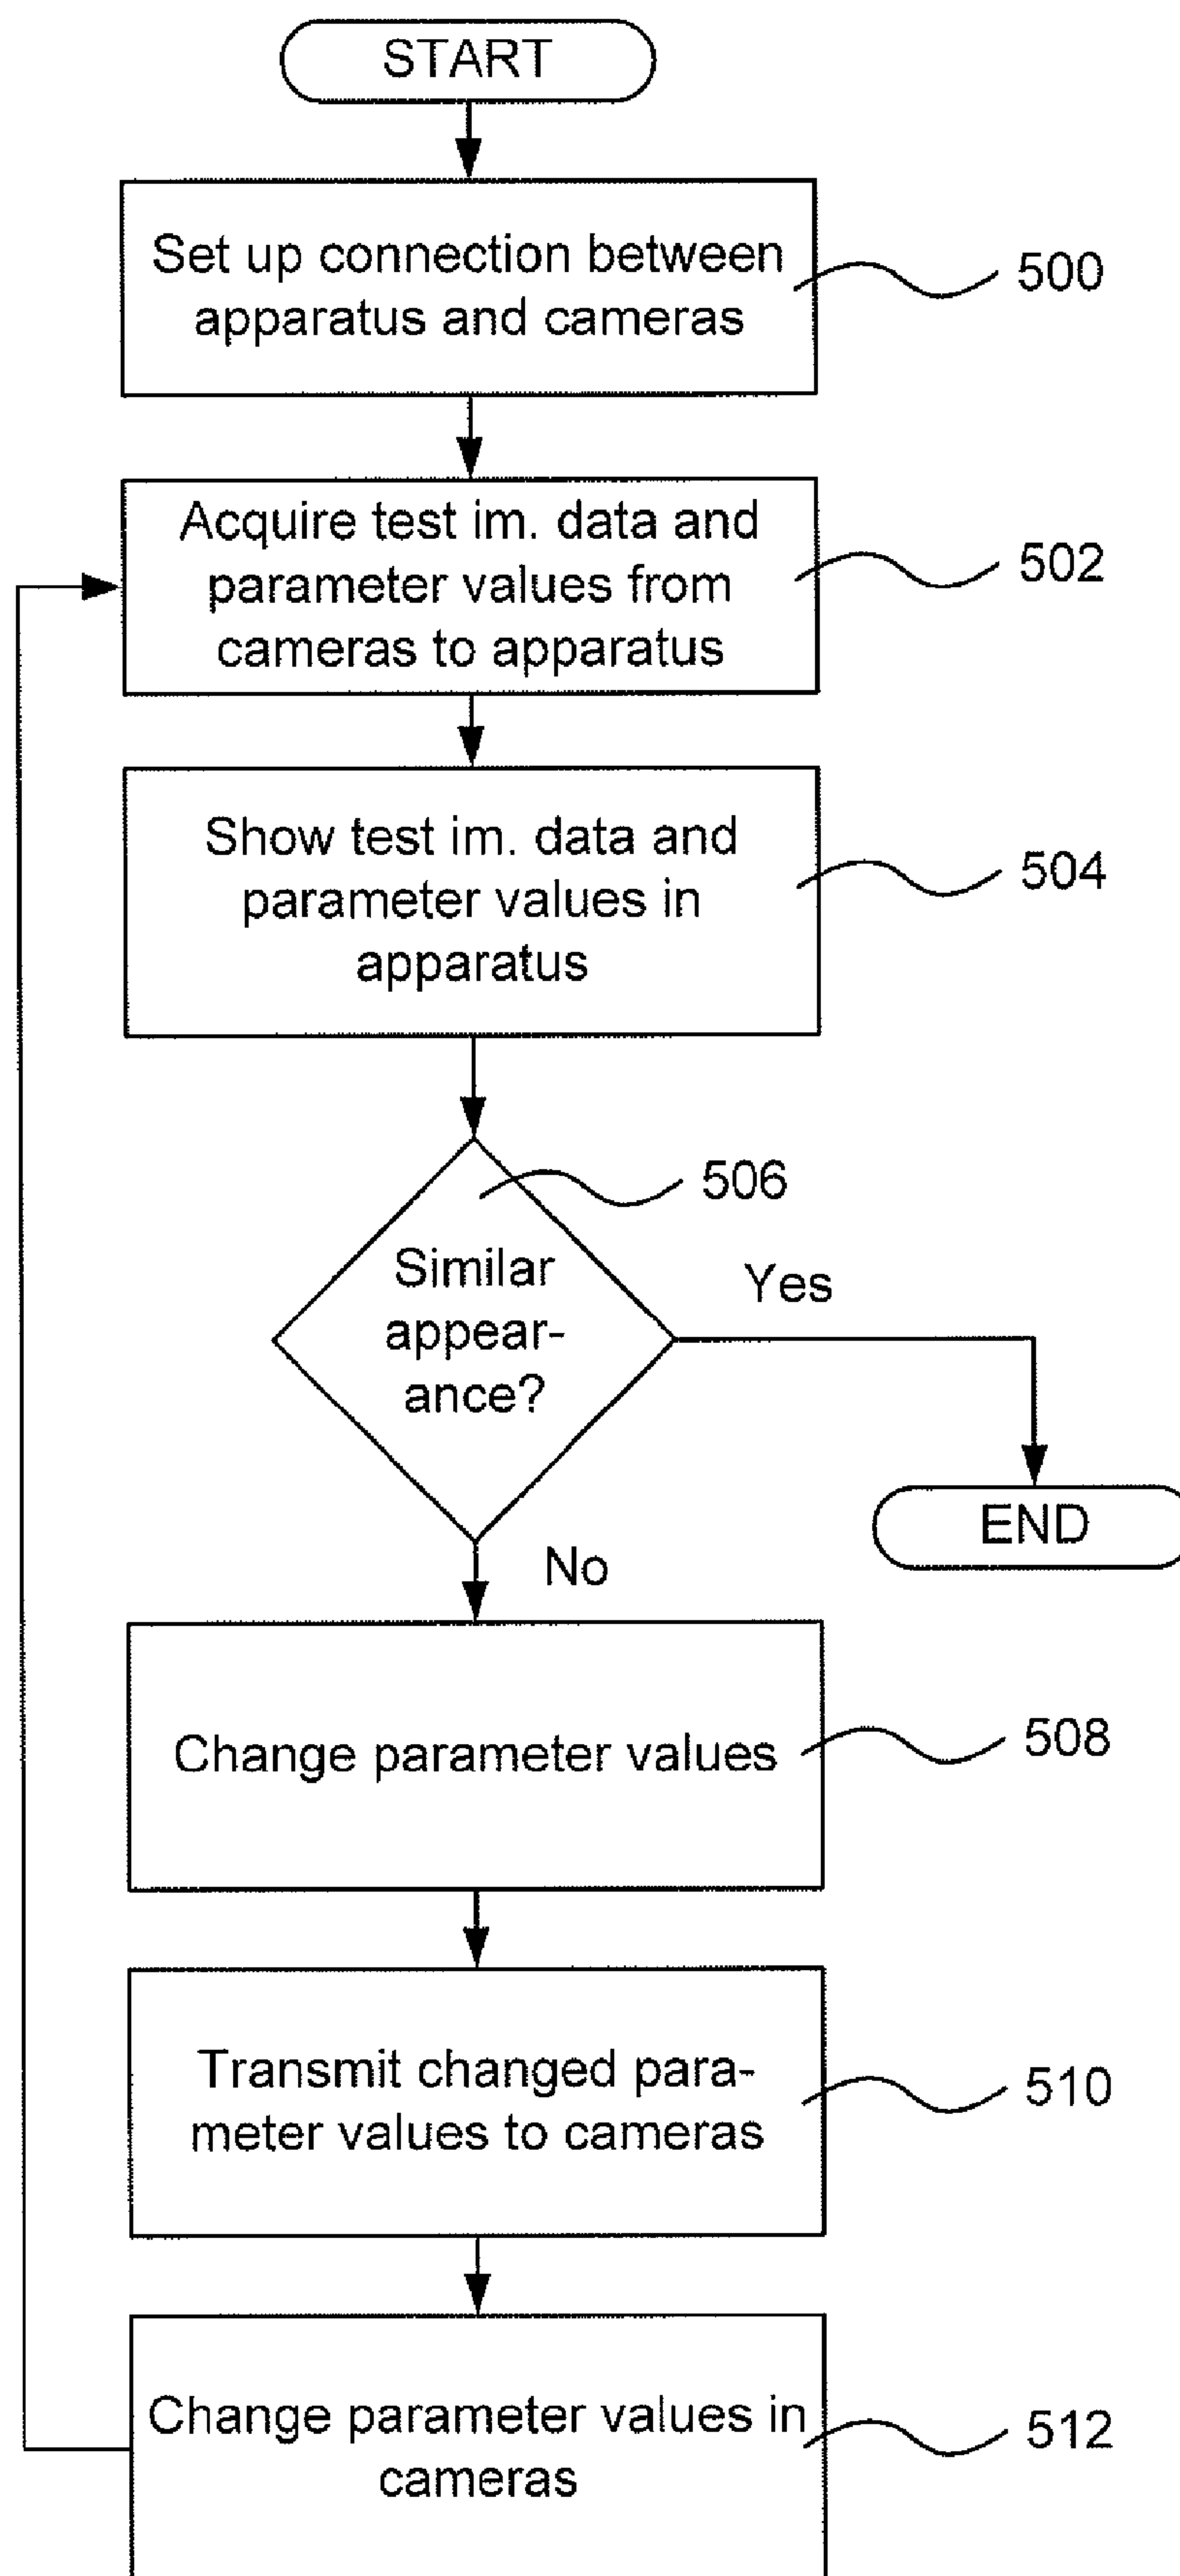 START
Set up connection between
apparatus and cameras
500
Acquire test im. data and
parameter values from
cameras to apparatus
502
Show test im. data and
parameter values in
apparatus
504
506
Similar
appear-
ance?
Yes
END
No
Change parameter values
508
Transmit changed para-
meter values to cameras
510
Change parameter values in
cameras
512